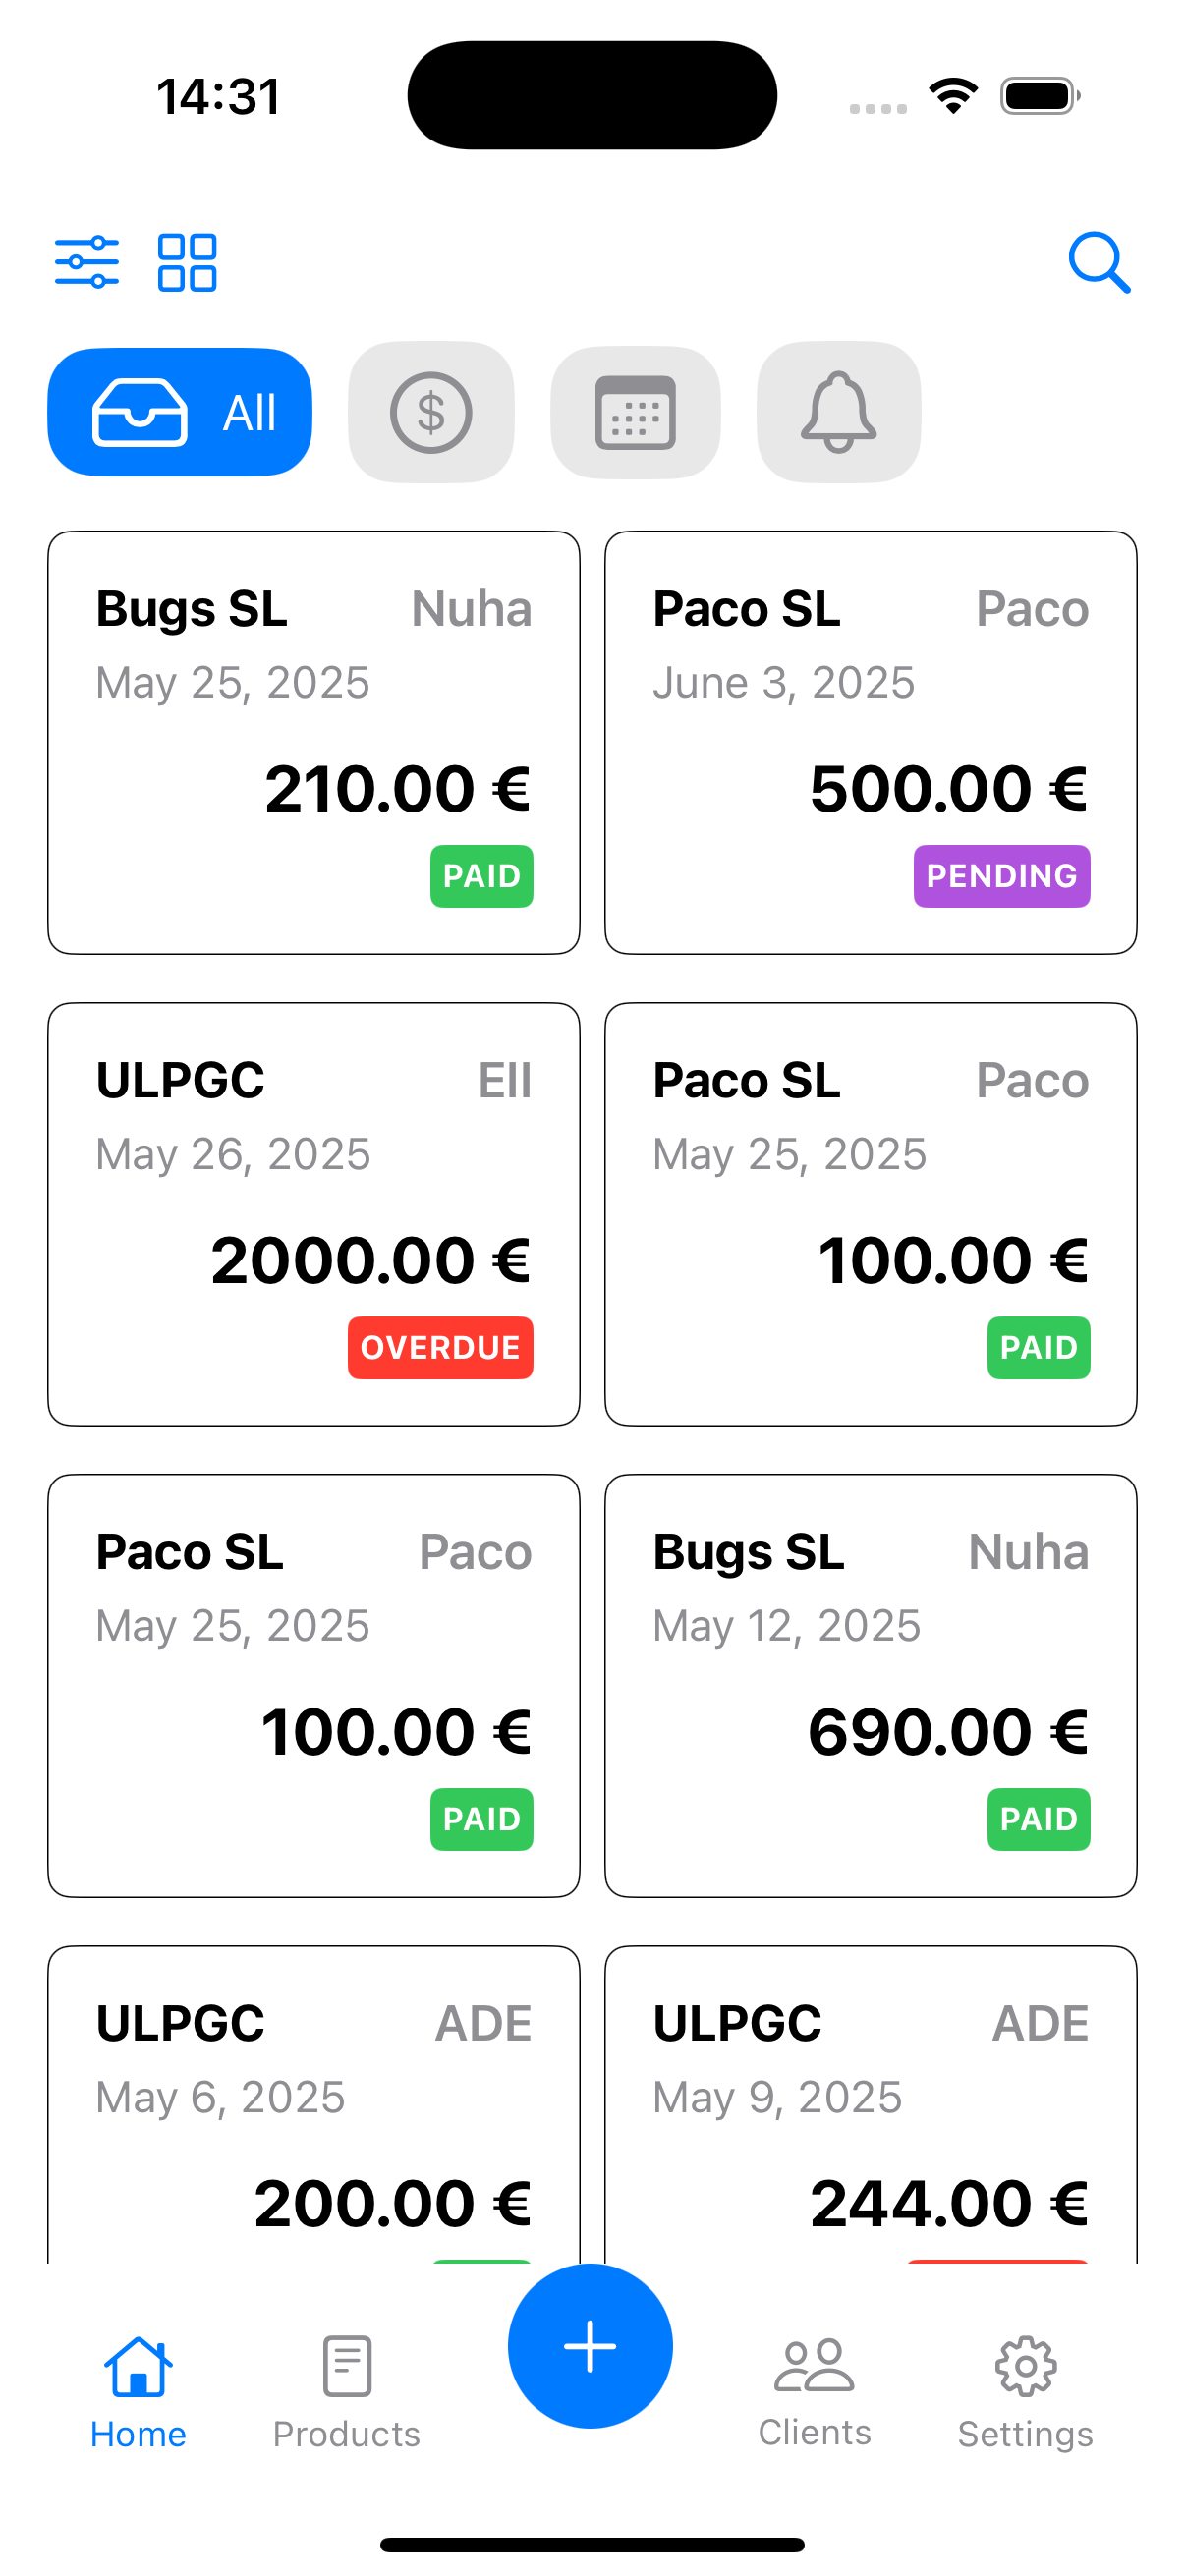 14:31
All
$
Bugs SL Nuha
May 25, 2025
210.00 €
PAID
Paco SL Paco
June 3, 2025
500.00 €
PENDING
ULPGC EII
May 26, 2025
2000.00 €
OVERDUE
Paco SL Paco
May 25, 2025
100.00 €
PAID
Paco SL Paco
May 25, 2025
100.00 €
PAID
Bugs SL Nuha
May 12, 2025
690.00 €
PAID
ULPGC ADE
May 6, 2025
200.00 €
ULPGC ADE
May 9, 2025
244.00 €
Home
Products
Clients
Settings